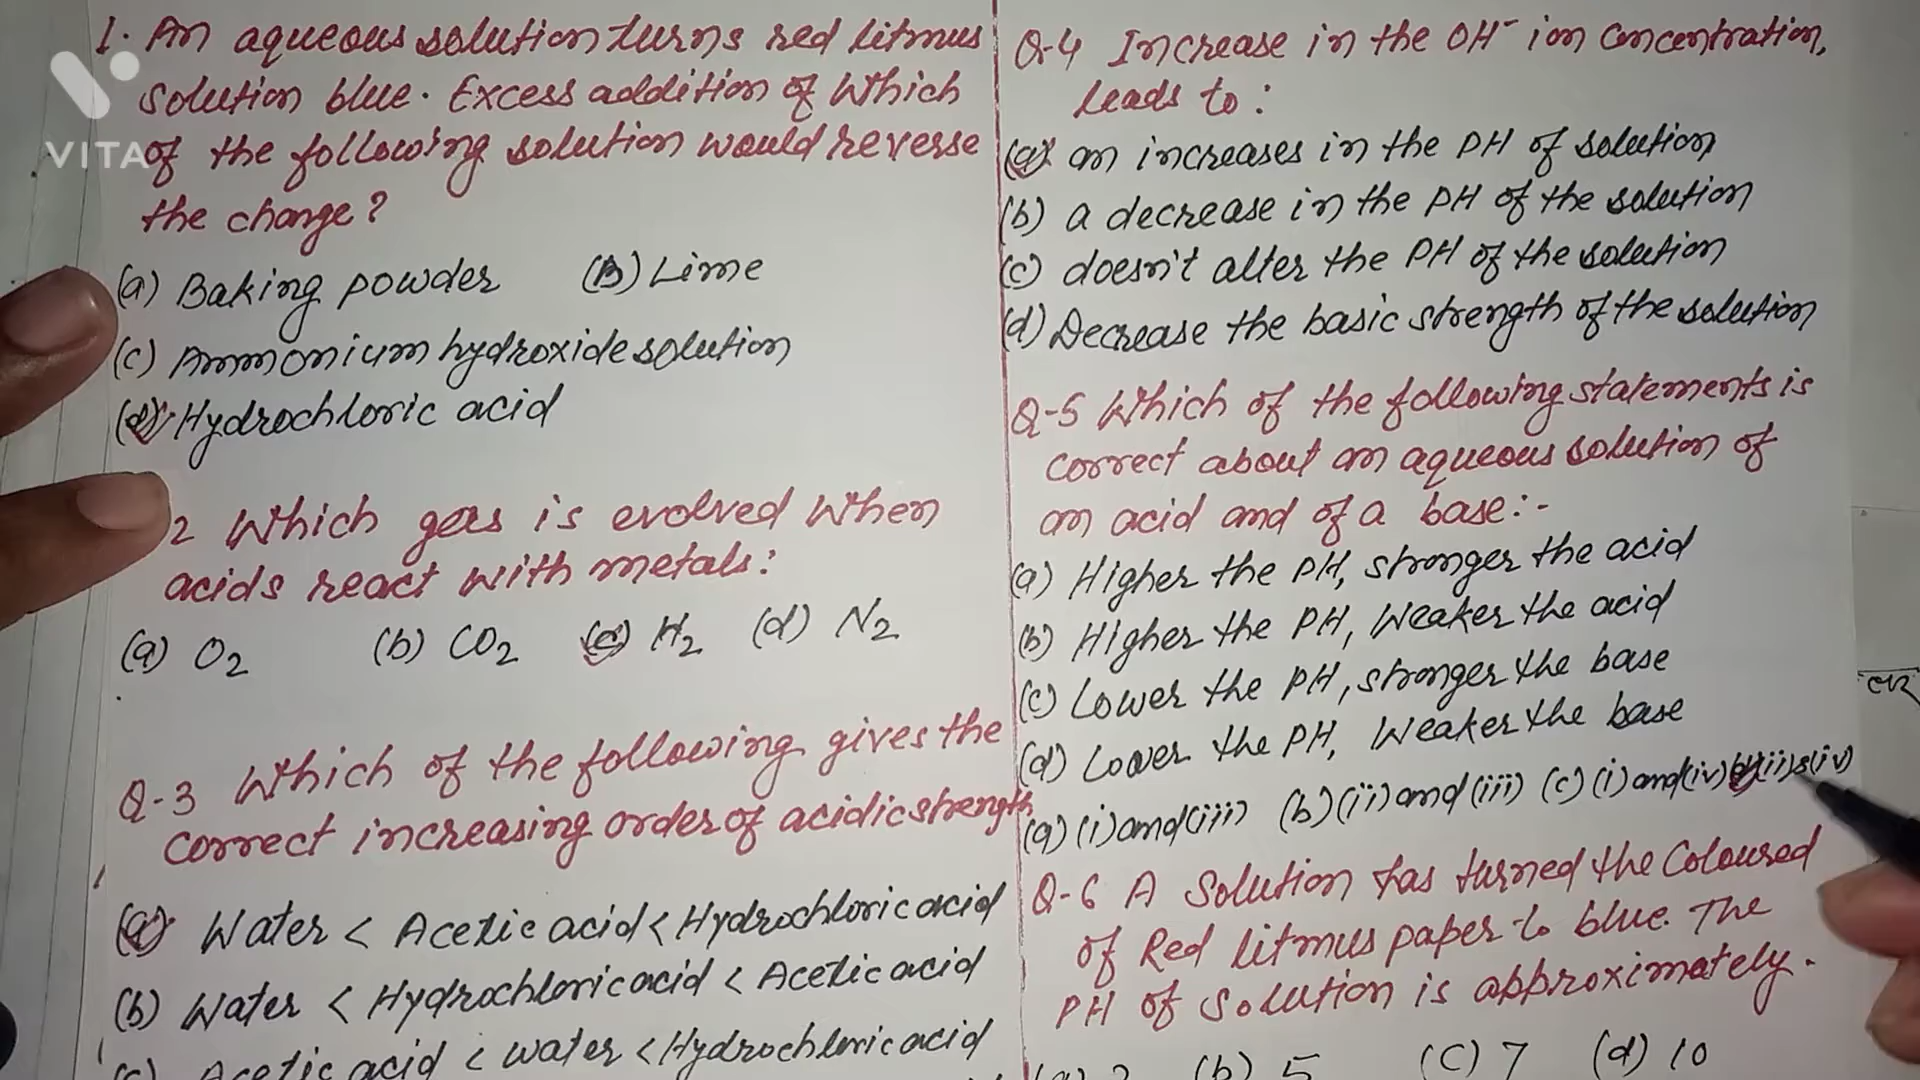 VITA
1. An aqueous solution turns red litmus
solution blue. Excess addition of Which
of the following solution would reverse
the change?
(a) Baking powder (B) Lime
(c) Ammonium hydroxide solution
(d) Hydrochloric acid
2 Which gas is evolved When
acids react with metals:
(a) O2 (b) CO2 (c) H2 (d) N2
Q-3 Which of the following gives the
correct increasing order of acidic strength
(a) Water < Acetic acid < Hydrochloric acid
(b) Water < Hydrochloric acid < Acetic acid
(c) Acetic acid < water < Hydrochloric acid
Q-4 Increase in the OH⁻ ion concentration,
leads to:
(a) an increases in the PH of solution
(b) a decrease in the PH of the solution
(c) doesn't alter the PH of the solution
(d) Decrease the basic strength of the solution
Q-5 Which of the following statements is
correct about an aqueous solution of
an acid and of a base:-
(a) Higher the PH, stronger the acid
(b) Higher the PH, Weaker the acid
(c) Lower the PH, stronger the base
(d) Lower the PH, Weaker the base
(a) (i) and (iii) (b) (ii) and (iii) (c) (i) and (iv) (d) (ii) & (iv)
Q-6 A Solution has turned the Coloured
of Red litmus paper to blue. The
PH of solution is approximately.
(b) 5 (C) 7 (d) 10